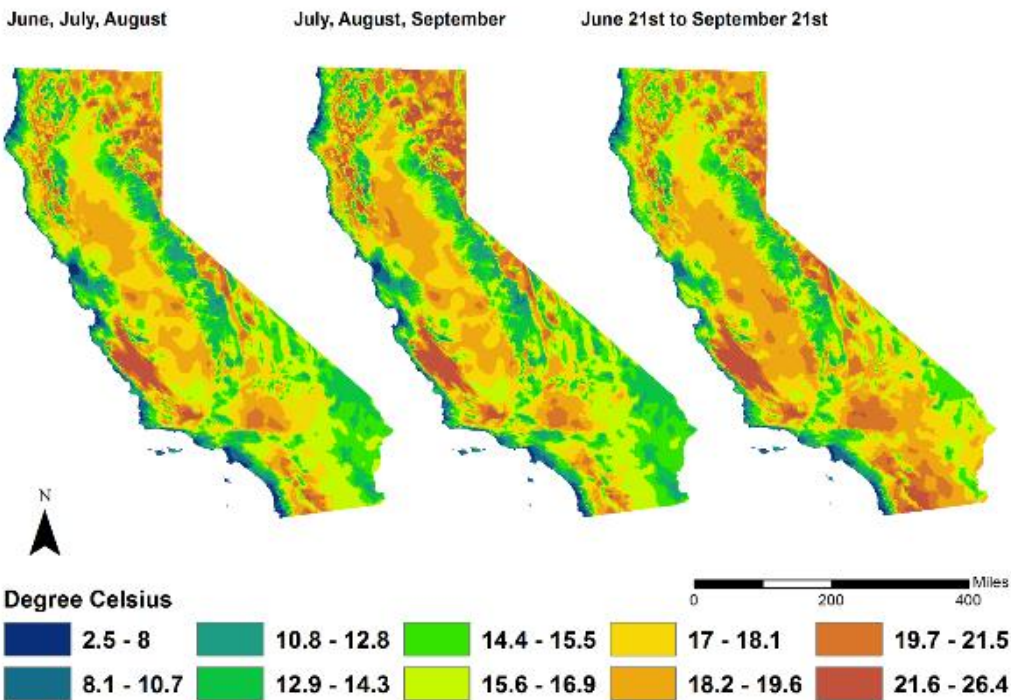 June, July, August
July, August, September
June 21st to September 21st
N
Miles
0 200 400
Degree Celsius
2.5 - 8
10.8 - 12.8
14.4 - 15.5
17 - 18.1
19.7 - 21.5
8.1 - 10.7
12.9 - 14.3
15.6 - 16.9
18.2 - 19.6
21.6 - 26.4